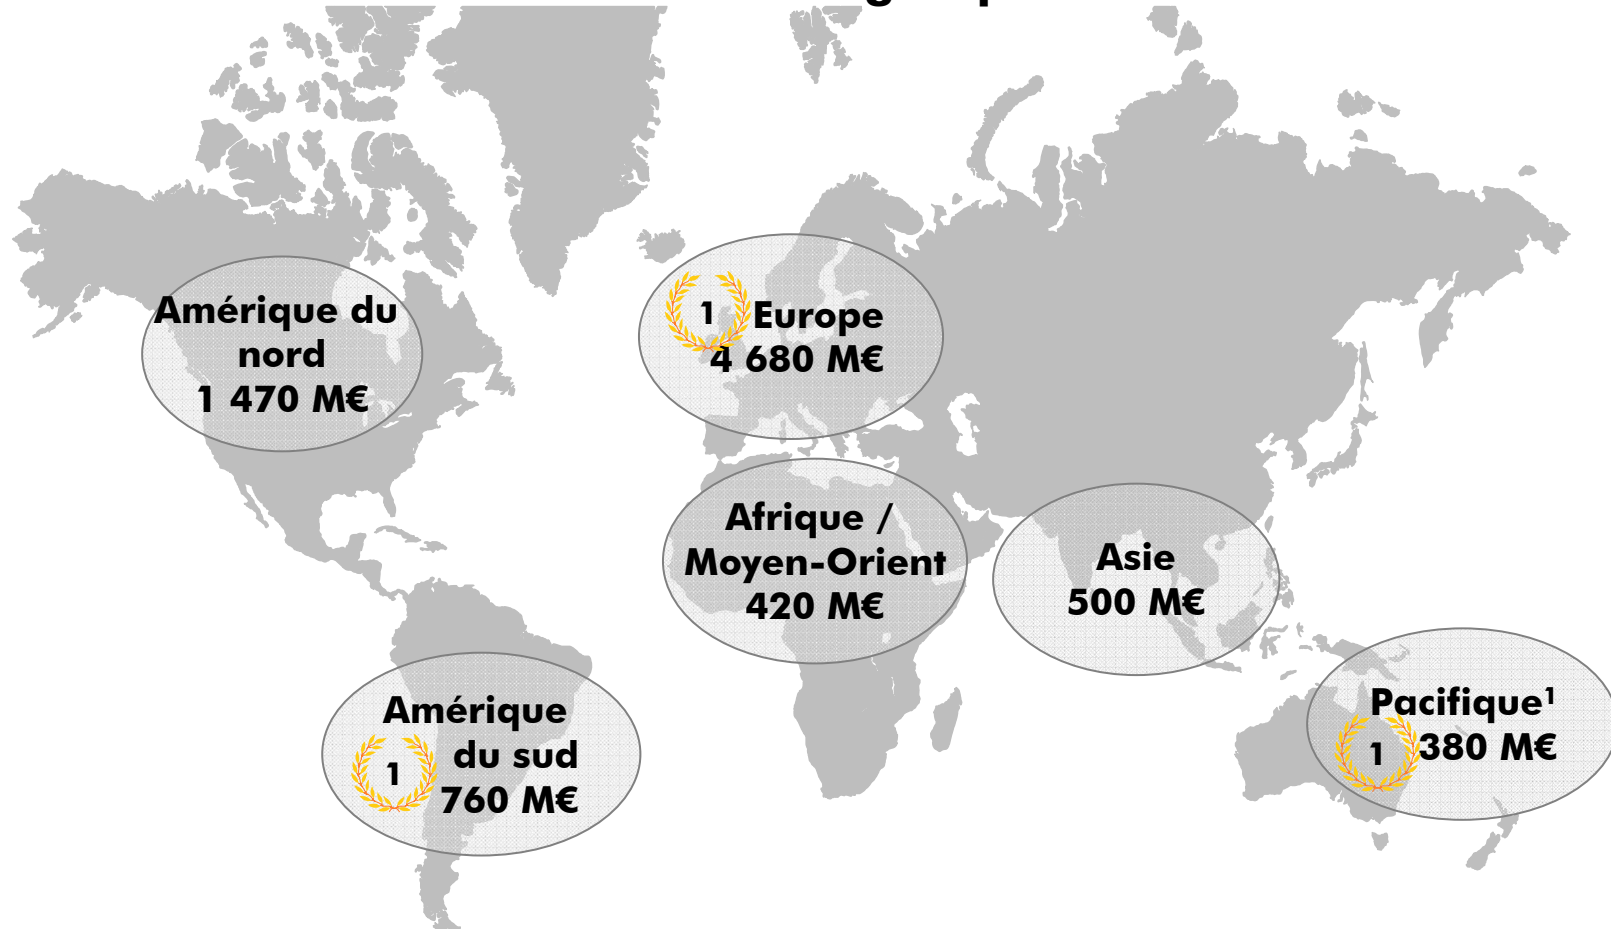 Amérique du
nord
1 470 M€
1
Europe
4 680 M€
Afrique /
Moyen-Orient
420 M€
Asie
500 M€
Amérique
1
du sud
760 M€
Pacifique¹
1
380 M€